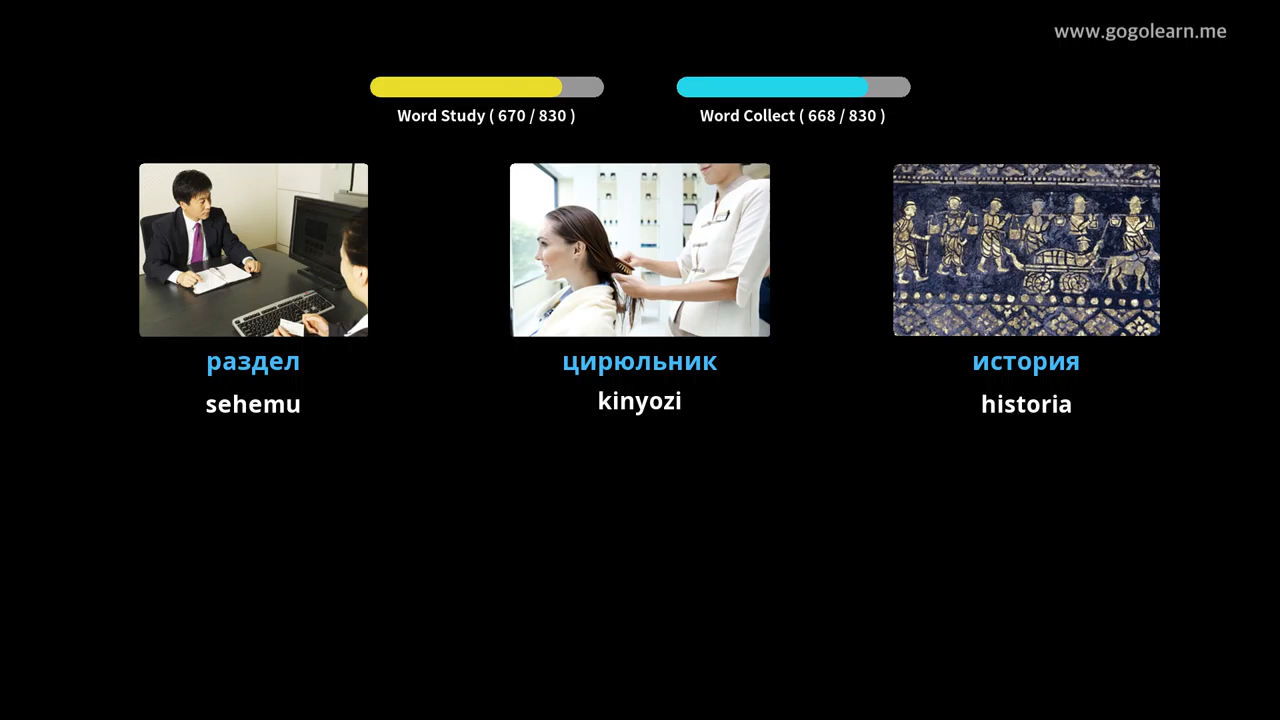 www.gogolearn.me
Word Study ( 670 / 830 )
Word Collect ( 668 / 830 )
раздел
цирюльник
история
sehemu
kinyozi
historia